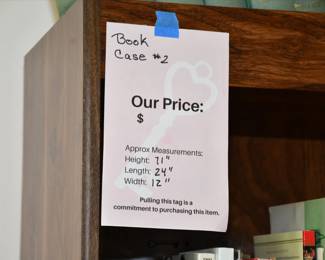 Book
Case #2
Our Price:
$
Approx Measurements:
Height: 71"
Length: 24"
Width: 12"
Pulling this tag is a
commitment to purchasing this item.